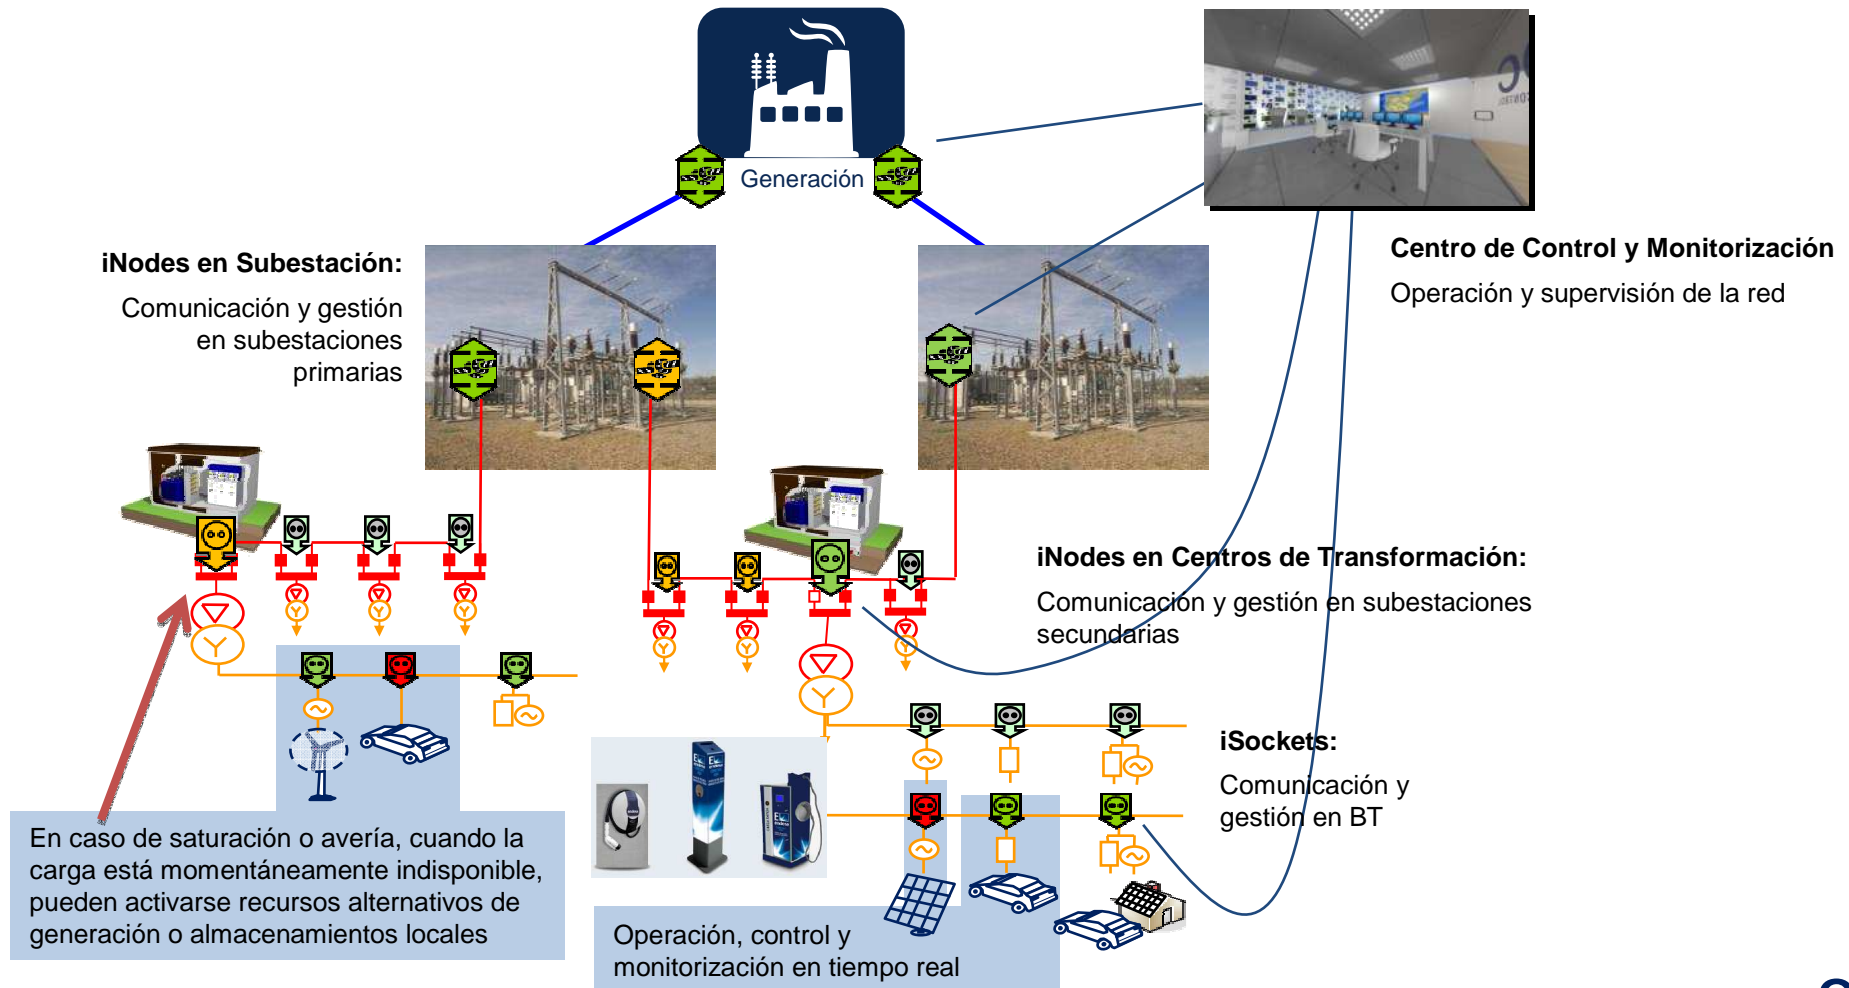 Generación
iNodes en Subestación:
Comunicación y gestión
en subestaciones
primarias
Centro de Control y Monitorización
Operación y supervisión de la red
iNodes en Centros de Transformación:
Comunicación y gestión en subestaciones
secundarias
iSockets:
Comunicación y
gestión en BT
En caso de saturación o avería, cuando la
carga está momentáneamente indisponible,
pueden activarse recursos alternativos de
generación o almacenamientos locales
Operación, control y
monitorización en tiempo real